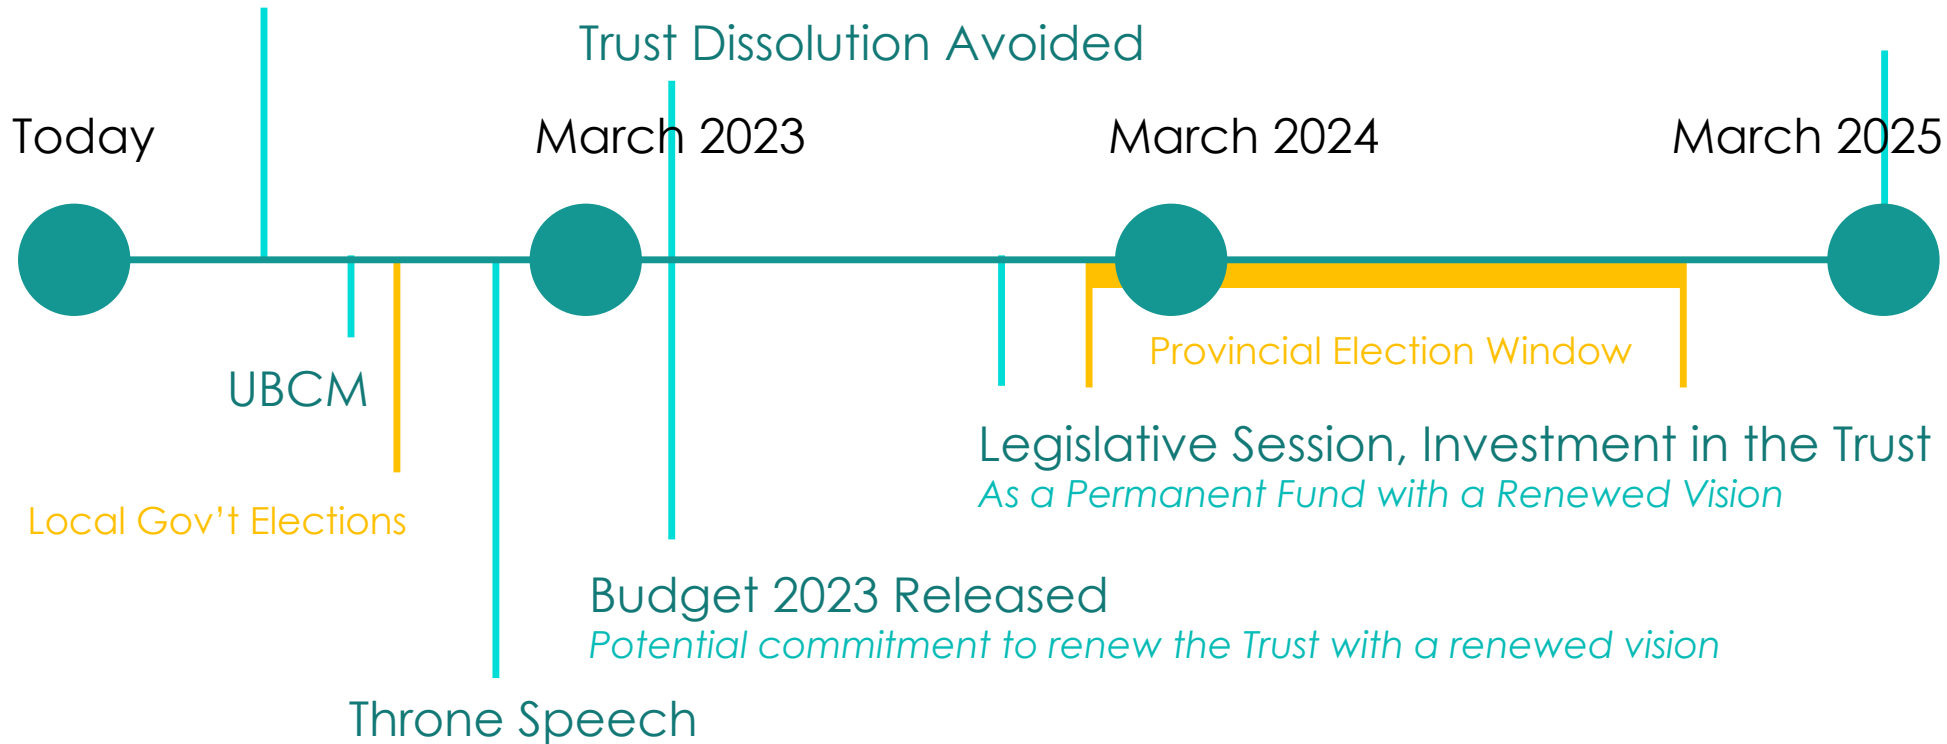 Trust Dissolution Avoided
Today
March 2023
March 2024
March 2025
Provincial Election Window
UBCM
Legislative Session, Investment in the Trust
As a Permanent Fund with a Renewed Vision
Local Gov’t Elections
Budget 2023 Released
Potential commitment to renew the Trust with a renewed vision
Throne Speech